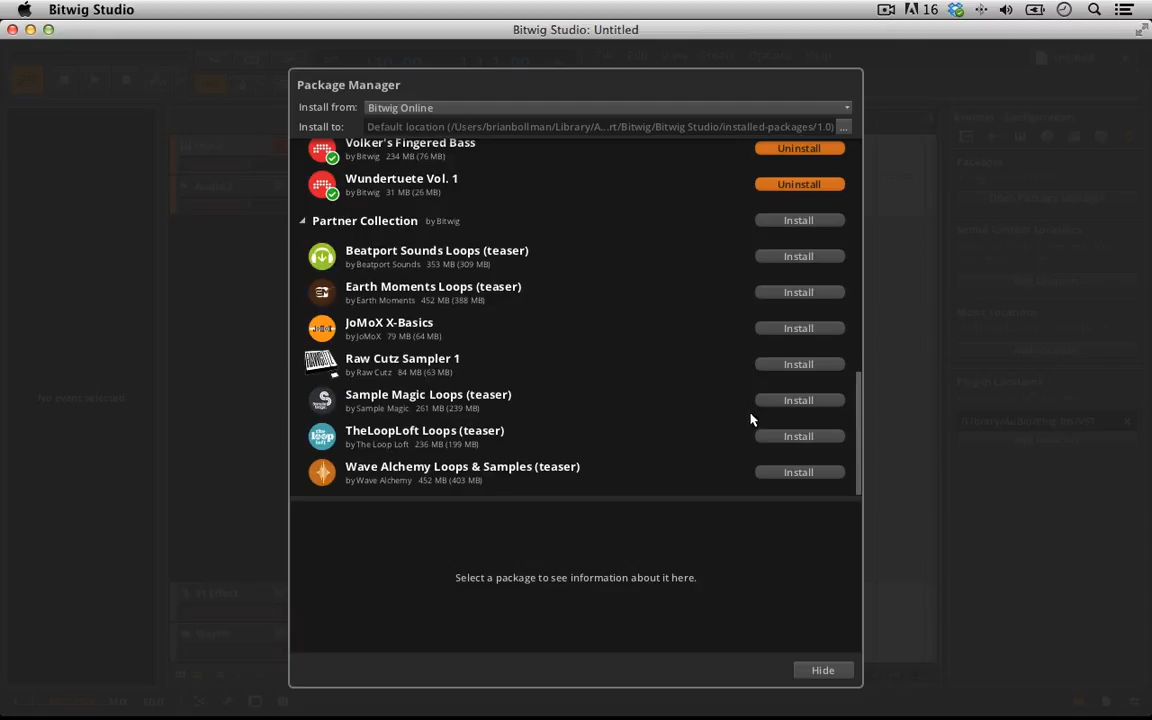 Bitwig Studio
16
Bitwig Studio: Untitled
Package Manager
Install from: Bitwig Online
Install to: Default location (/Users/brianbollman/Library/A...rt/Bitwig/Bitwig Studio/installed-packages/1.0) ...
Volker's Fingered Bass
by Bitwig 234 MB (76 MB)
Uninstall
Wundertuete Vol. 1
by Bitwig 31 MB (26 MB)
Uninstall
Partner Collection by Bitwig Install
Beatport Sounds Loops (teaser)
by Beatport Sounds 353 MB (309 MB)
Install
Earth Moments Loops (teaser)
by Earth Moments 452 MB (388 MB)
Install
JoMoX X-Basics
by JoMoX 79 MB (64 MB)
Install
Raw Cutz Sampler 1
by Raw Cutz 84 MB (63 MB)
Install
Sample Magic Loops (teaser)
by Sample Magic 261 MB (239 MB)
Install
TheLoopLoft Loops (teaser)
by The Loop Loft 236 MB (199 MB)
Install
Wave Alchemy Loops & Samples (teaser)
by Wave Alchemy 452 MB (403 MB)
Install
No event selected
Select a package to see information about it here.
Hide